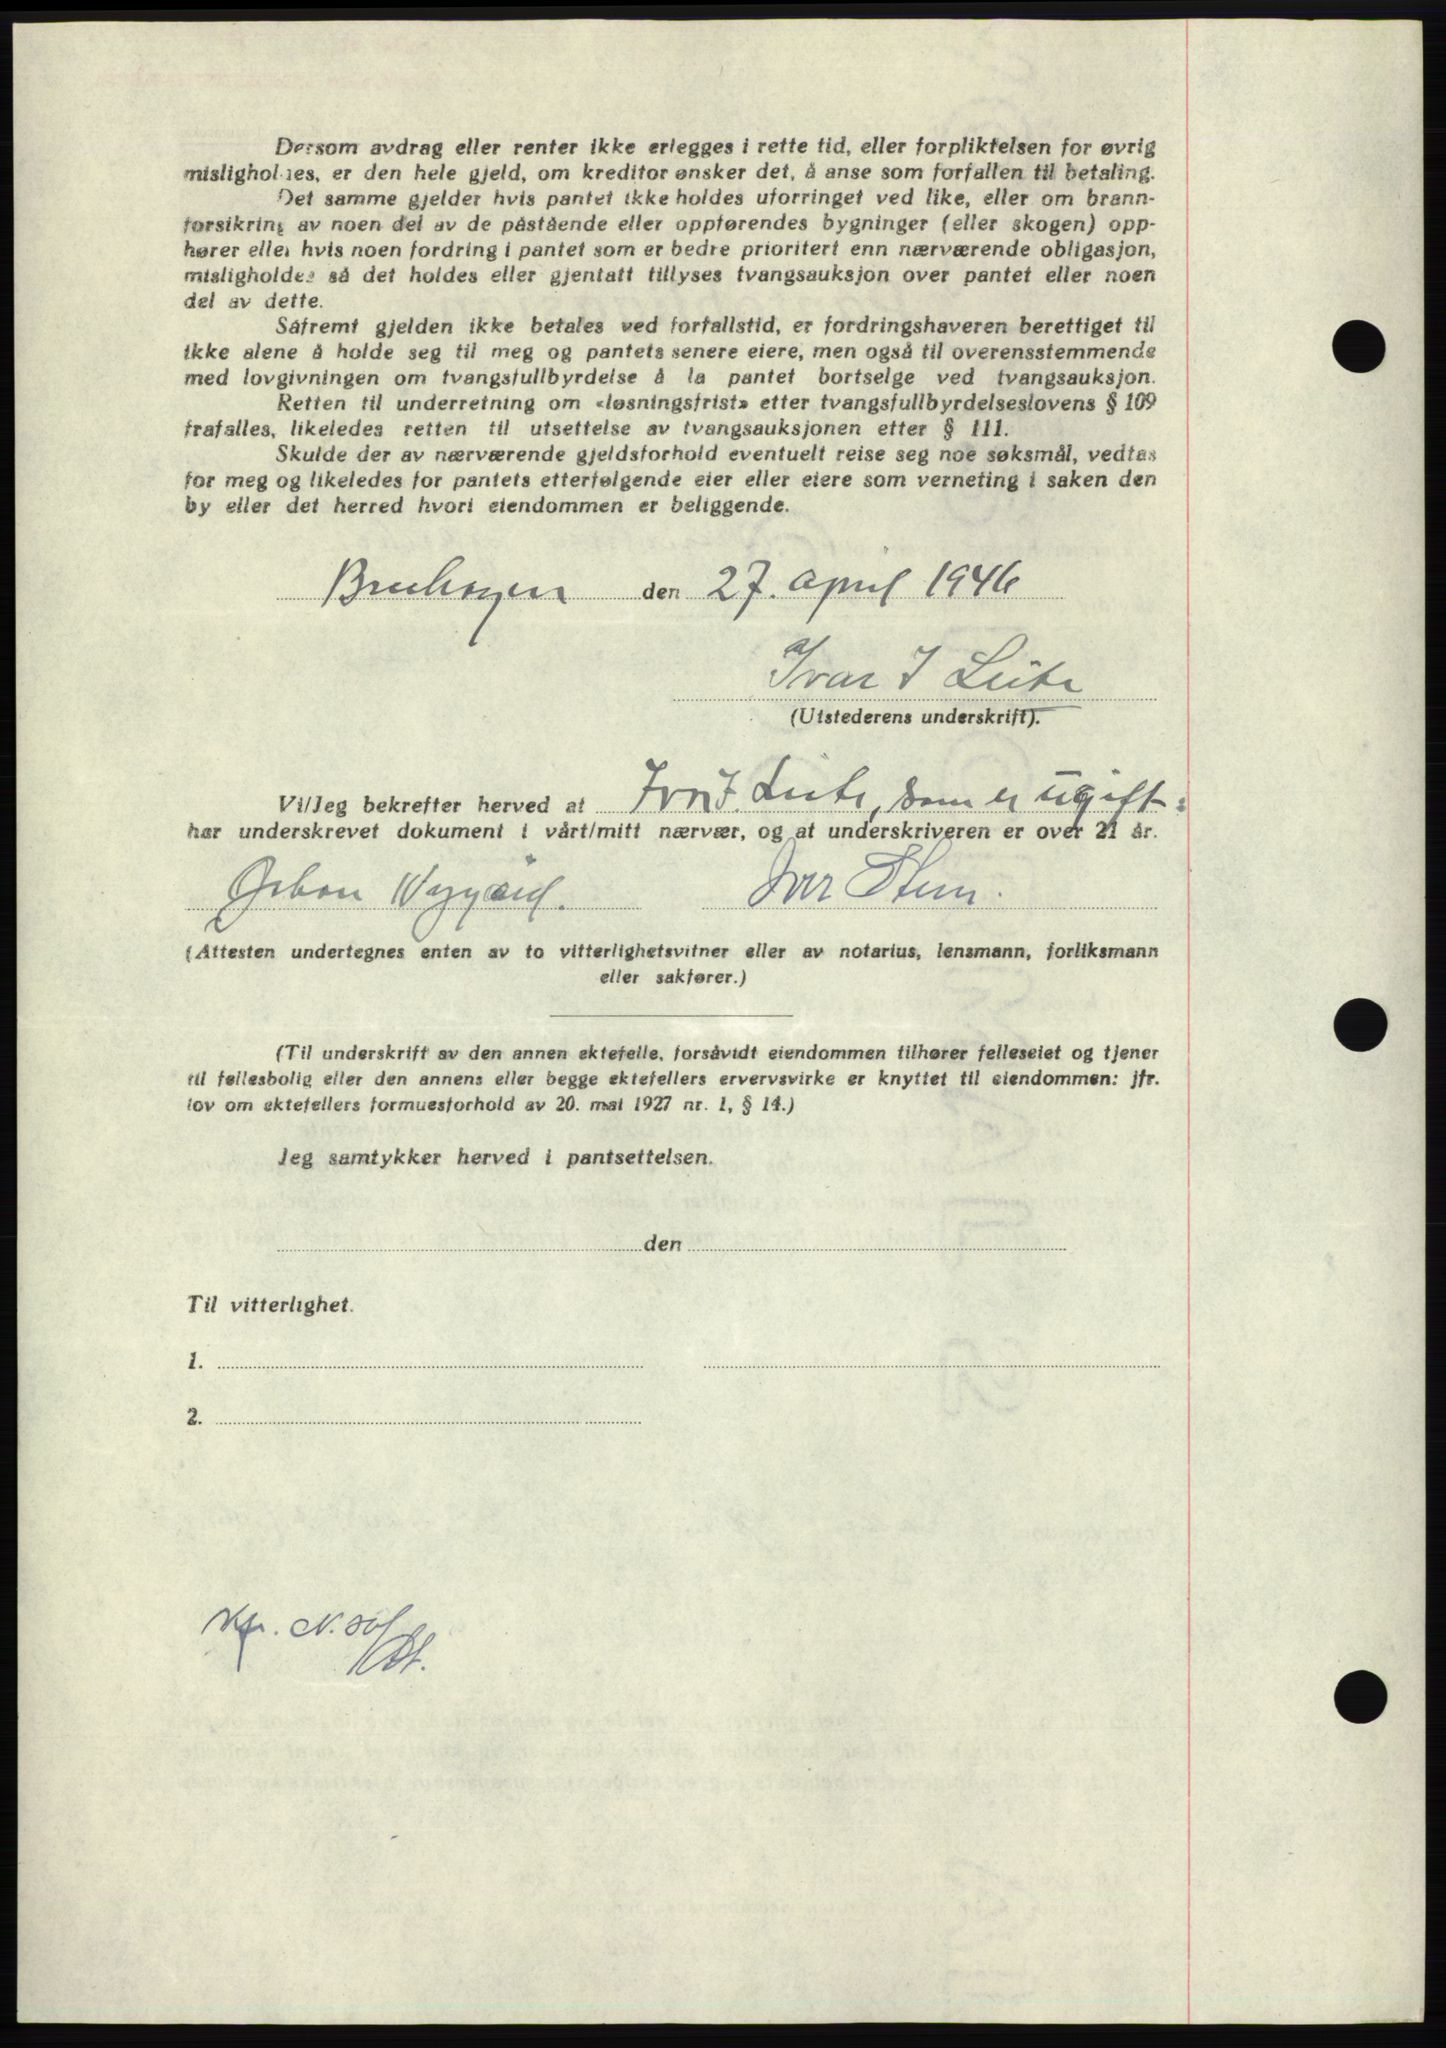 Dersom avdrag eller renter ikke erlegges i rette tid, eller forpliktelsen for øvrig
misligholdes, er den hele gjeld, om kreditor ønsker det, å anse som forfallen til betaling.
Det samme gjelder hvis pantet ikke holdes uforringet ved like, eller om brann-
forsikring av noen del av de påstående eller oppførendes bygninger (eller skogen) opp-
hører eller hvis noen fordring i pantet som er bedre prioritert enn nærværende obligasjon,
misligholdes så det holdes eller gjentatt tillyses tvangsauksjon over pantet eller noen
del av dette.
Såfremt gjelden ikke betales ved forfallstid, er fordringshaveren berettiget til
ikke alene å holde seg til meg og pantets senere eiere, men også til overensstemmende
med lovgivningen om tvangsfullbyrdelse å la pantet bortselge ved tvangsauksjon.
Retten til underretning om «løsningsfrist» etter tvangsfullbyrdelseslovens § 109
frafalles, likeledes retten til utsettelse av tvangsauksjonen etter § 111.
Skulde der av nærværende gjeldsforhold eventuelt reise seg noe søksmål, vedtas
for meg og likeledes for pantets etterfølgende eier eller eiere som verneting i saken den
by eller det herred hvori eiendommen er beliggende.
den 27. april 1946
Ivar I
(Utstederens underskrift).
Vi/Jeg bekrefter herved at som er ugift
har underskrevet dokument i vårt/mitt nærvær, og at underskriveren er over 21 år.
(Attesten undertegnes enten av to vitterlighetsvitner eller av notarius, lensmann, forliksmann
eller sakfører.)
(Til underskrift av den annen ektefelle, forsåvidt eiendommen tilhører felleseiet og tjener
til fellesbolig eller den annens eller begge ektefellers ervervsvirke er knyttet til eiendommen: jfr.
lov om ektefellers formuesforhold av 20. mai 1927 nr. 1, § 14.)
Jeg samtykker herved i pantsettelsen.
den
Til vitterlighet.
1.
2.